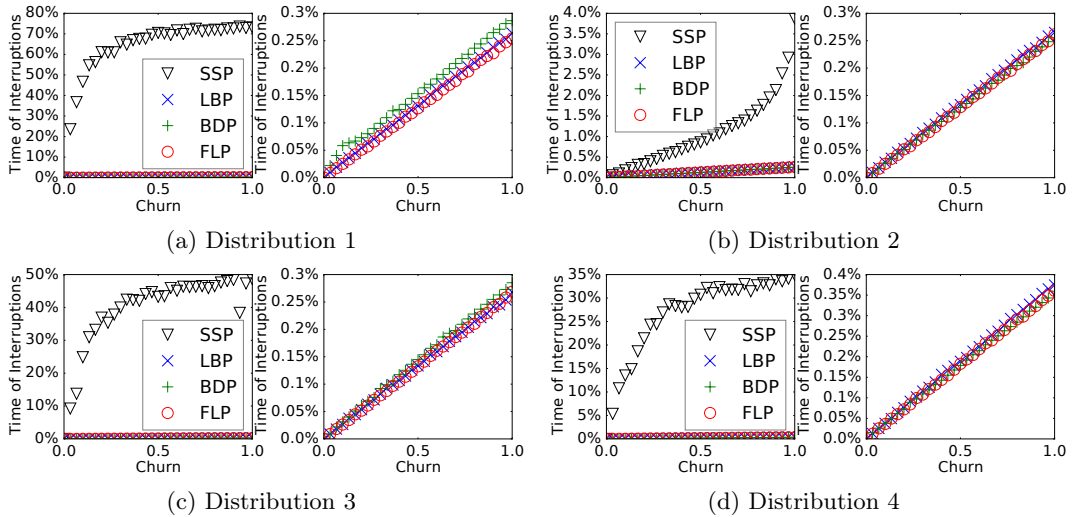 Time of Interruptions
80%
70%
60%
50%
40%
30%
20%
10%
0%
0.0
0.5
1.0
Churn
SSP
LBP
BDP
FLP
Time of Interruptions
0.3%
0.25%
0.2%
0.15%
0.1%
0.05%
0.0%
0.0
0.5
1.0
Churn
(a) Distribution 1
Time of Interruptions
4.0%
3.5%
3.0%
2.5%
2.0%
1.5%
1.0%
0.5%
0.0%
0.0
0.5
1.0
Churn
SSP
LBP
BDP
FLP
Time of Interruptions
0.3%
0.25%
0.2%
0.15%
0.1%
0.05%
0.0%
0.0
0.5
1.0
Churn
(b) Distribution 2
Time of Interruptions
50%
40%
30%
20%
10%
0%
0.0
0.5
1.0
Churn
SSP
LBP
BDP
FLP
Time of Interruptions
0.3%
0.25%
0.2%
0.15%
0.1%
0.05%
0.0%
0.0
0.5
1.0
Churn
(c) Distribution 3
Time of Interruptions
35%
30%
25%
20%
15%
10%
5%
0%
0.0
0.5
1.0
Churn
SSP
LBP
BDP
FLP
Time of Interruptions
0.4%
0.35%
0.3%
0.25%
0.2%
0.15%
0.1%
0.05%
0.0%
0.0
0.5
1.0
Churn
(d) Distribution 4